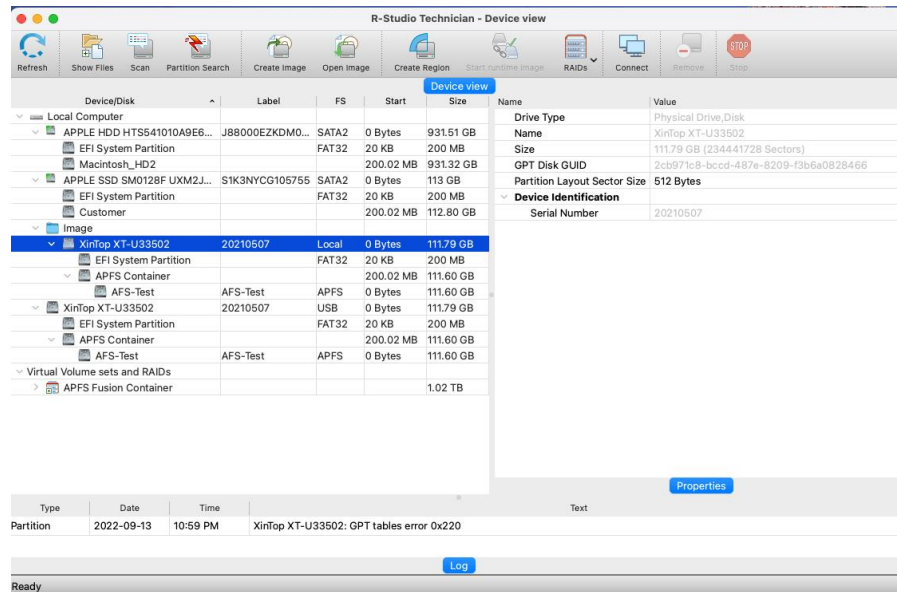 R-Studio Technician - Device view
Refresh Show Files Scan Partition Search Create Image Open Image Create Region Start runtime image RAIDs Connect Remove STOP Stop
Device view
Device/Disk Label FS Start Size Name Value
Local Computer Drive Type Physical Drive,Disk
APPLE HDD HTS541010A9E6... J88000EZKDM0... SATA2 0 Bytes 931.51 GB Name XinTop XT-U33502
EFI System Partition FAT32 20 KB 200 MB Size 111.79 GB (234441728 Sectors)
Macintosh_HD2 200.02 MB 931.32 GB GPT Disk GUID 2cb971c8-bccd-487e-8209-f3b6a0828466
APPLE SSD SM0128F UXM2J... S1K3NYCG105755 SATA2 0 Bytes 113 GB Partition Layout Sector Size 512 Bytes
EFI System Partition FAT32 20 KB 200 MB Device Identification
Customer 200.02 MB 112.80 GB Serial Number 20210507
Image
XinTop XT-U33502 20210507 Local 0 Bytes 111.79 GB
EFI System Partition FAT32 20 KB 200 MB
APFS Container 200.02 MB 111.60 GB
AFS-Test AFS-Test APFS 0 Bytes 111.60 GB
XinTop XT-U33502 20210507 USB 0 Bytes 111.79 GB
EFI System Partition FAT32 20 KB 200 MB
APFS Container 200.02 MB 111.60 GB
AFS-Test AFS-Test APFS 0 Bytes 111.60 GB
Virtual Volume sets and RAIDs
APFS Fusion Container 1.02 TB
Properties
Type Date Time Text
Partition 2022-09-13 10:59 PM XinTop XT-U33502: GPT tables error 0x220
Log
Ready